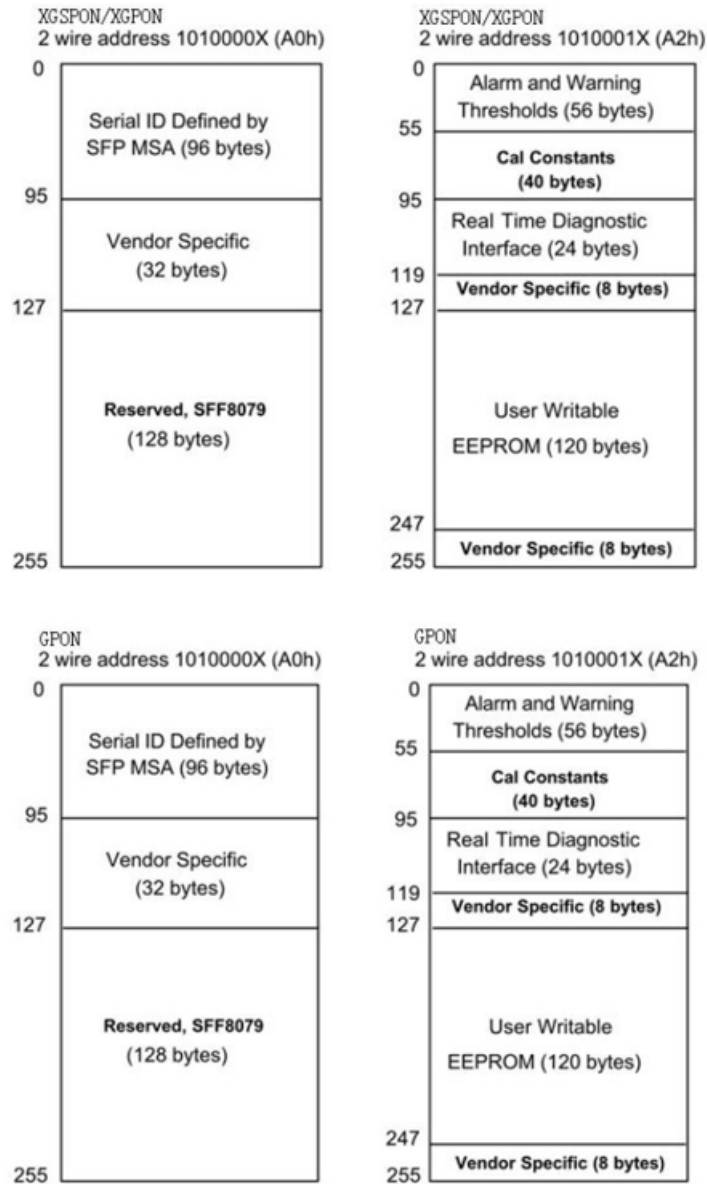 XGSPON/XGPON
2 wire address 1010000X (A0h)
0
Serial ID Defined by
SFP MSA (96 bytes)
95
Vendor Specific
(32 bytes)
127
Reserved, SFF8079
(128 bytes)
255
XGSPON/XGPON
2 wire address 1010001X (A2h)
0
Alarm and Warning
Thresholds (56 bytes)
55
Cal Constants
(40 bytes)
95
Real Time Diagnostic
Interface (24 bytes)
119
Vendor Specific (8 bytes)
127
User Writable
EEPROM (120 bytes)
247
Vendor Specific (8 bytes)
255
GPON
2 wire address 1010000X (A0h)
0
Serial ID Defined by
SFP MSA (96 bytes)
95
Vendor Specific
(32 bytes)
127
Reserved, SFF8079
(128 bytes)
255
GPON
2 wire address 1010001X (A2h)
0
Alarm and Warning
Thresholds (56 bytes)
55
Cal Constants
(40 bytes)
95
Real Time Diagnostic
Interface (24 bytes)
119
Vendor Specific (8 bytes)
127
User Writable
EEPROM (120 bytes)
247
Vendor Specific (8 bytes)
255